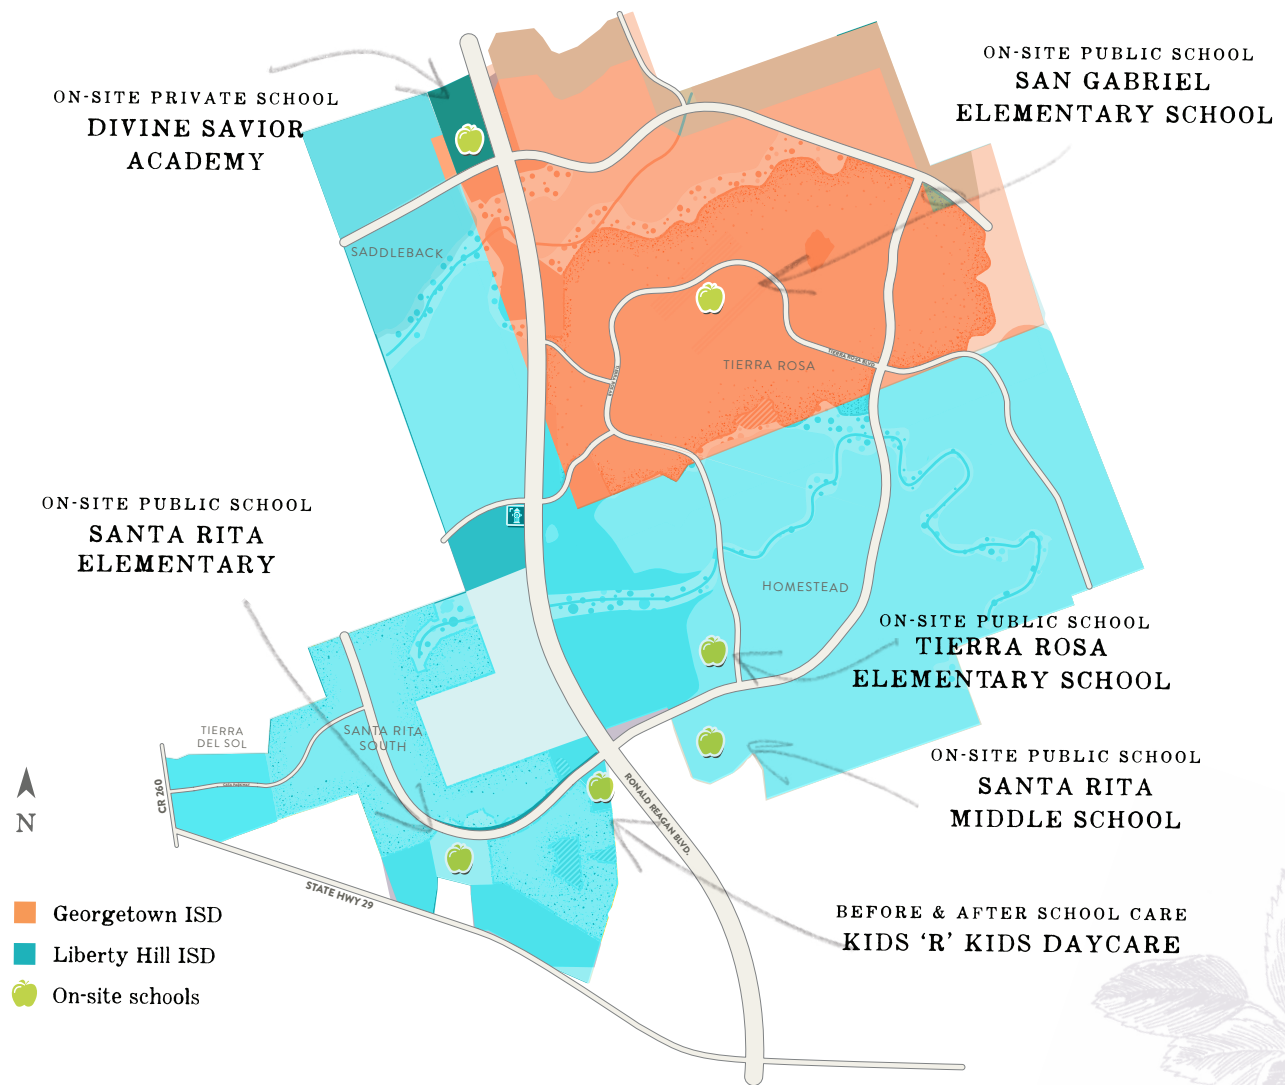 ON-SITE PUBLIC SCHOOL
SAN GABRIEL
ELEMENTARY SCHOOL
ON-SITE PRIVATE SCHOOL
DIVINE SAVIOR
ACADEMY
SADDLEBACK
TIERRA ROSA BLVD.
TIERRA ROSA
ON-SITE PUBLIC SCHOOL
SANTA RITA
ELEMENTARY
HOMESTEAD
ON-SITE PUBLIC SCHOOL
TIERRA ROSA
ELEMENTARY SCHOOL
TIERRA
DEL SOL
SANTA RITA
SOUTH
ON-SITE PUBLIC SCHOOL
SANTA RITA
MIDDLE SCHOOL
CR 260
RONALD REAGAN BLVD.
N
STATE HWY 29
BEFORE & AFTER SCHOOL CARE
KIDS ‘R’ KIDS DAYCARE
Georgetown ISD
Liberty Hill ISD
On-site schools